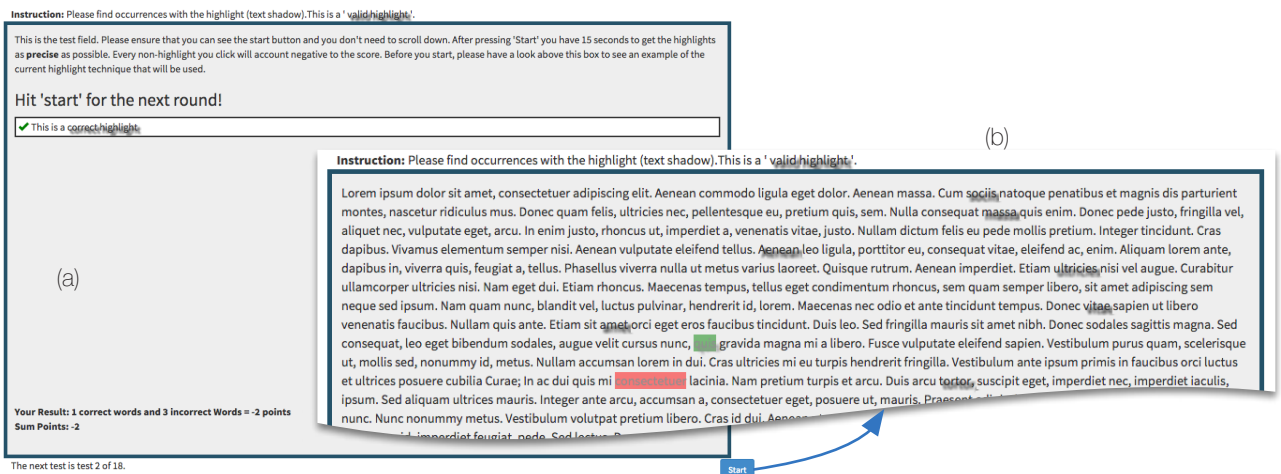 Instruction: Please find occurrences with the highlight (text shadow).This is a ' valid highlight '.
This is the test field. Please ensure that you can see the start button and you don't need to scroll down. After pressing 'Start' you have 15 seconds to get the highlights
as precise as possible. Every non-highlight you click will account negative to the score. Before you start, please have a look above this box to see an example of the
current highlight technique that will be used.
Hit 'start' for the next round!
This is a correct highlight
(a)
Your Result: 1 correct words and 3 incorrect Words = -2 points
Sum Points: -2
The next test is test 2 of 18.
Start
(b)
Instruction: Please find occurrences with the highlight (text shadow).This is a ' valid highlight '.
Lorem ipsum dolor sit amet, consectetuer adipiscing elit. Aenean commodo ligula eget dolor. Aenean massa. Cum sociis natoque penatibus et magnis dis parturient
montes, nascetur ridiculus mus. Donec quam felis, ultricies nec, pellentesque eu, pretium quis, sem. Nulla consequat massa quis enim. Donec pede justo, fringilla vel,
aliquet nec, vulputate eget, arcu. In enim justo, rhoncus ut, imperdiet a, venenatis vitae, justo. Nullam dictum felis eu pede mollis pretium. Integer tincidunt. Cras
dapibus. Vivamus elementum semper nisi. Aenean vulputate eleifend tellus. Aenean leo ligula, porttitor eu, consequat vitae, eleifend ac, enim. Aliquam lorem ante,
dapibus in, viverra quis, feugiat a, tellus. Phasellus viverra nulla ut metus varius laoreet. Quisque rutrum. Aenean imperdiet. Etiam ultricies nisi vel augue. Curabitur
ullamcorper ultricies nisi. Nam eget dui. Etiam rhoncus. Maecenas tempus, tellus eget condimentum rhoncus, sem quam semper libero, sit amet adipiscing sem
neque sed ipsum. Nam quam nunc, blandit vel, luctus pulvinar, hendrerit id, lorem. Maecenas nec odio et ante tincidunt tempus. Donec vitae sapien ut libero
venenatis faucibus. Nullam quis ante. Etiam sit amet orci eget eros faucibus tincidunt. Duis leo. Sed fringilla mauris sit amet nibh. Donec sodales sagittis magna. Sed
consequat, leo eget bibendum sodales, augue velit cursus nunc, gravida magna mi a libero. Fusce vulputate eleifend sapien. Vestibulum purus quam, scelerisque
ut, mollis sed, nonummy id, metus. Nullam accumsan lorem in dui. Cras ultricies mi eu turpis hendrerit fringilla. Vestibulum ante ipsum primis in faucibus orci luctus
et ultrices posuere cubilia Curae; In ac dui quis mi consectetuer lacinia. Nam pretium turpis et arcu. Duis arcu tortor, suscipit eget, imperdiet nec, imperdiet iaculis,
ipsum. Sed aliquam ultrices mauris. Integer ante arcu, accumsan a, consectetuer eget, posuere ut, mauris. Praesent
nunc. Nunc nonummy metus. Vestibulum volutpat pretium libero. Cras id dui. Aenean
imperdiet feugiat, pede. Sed lectus.